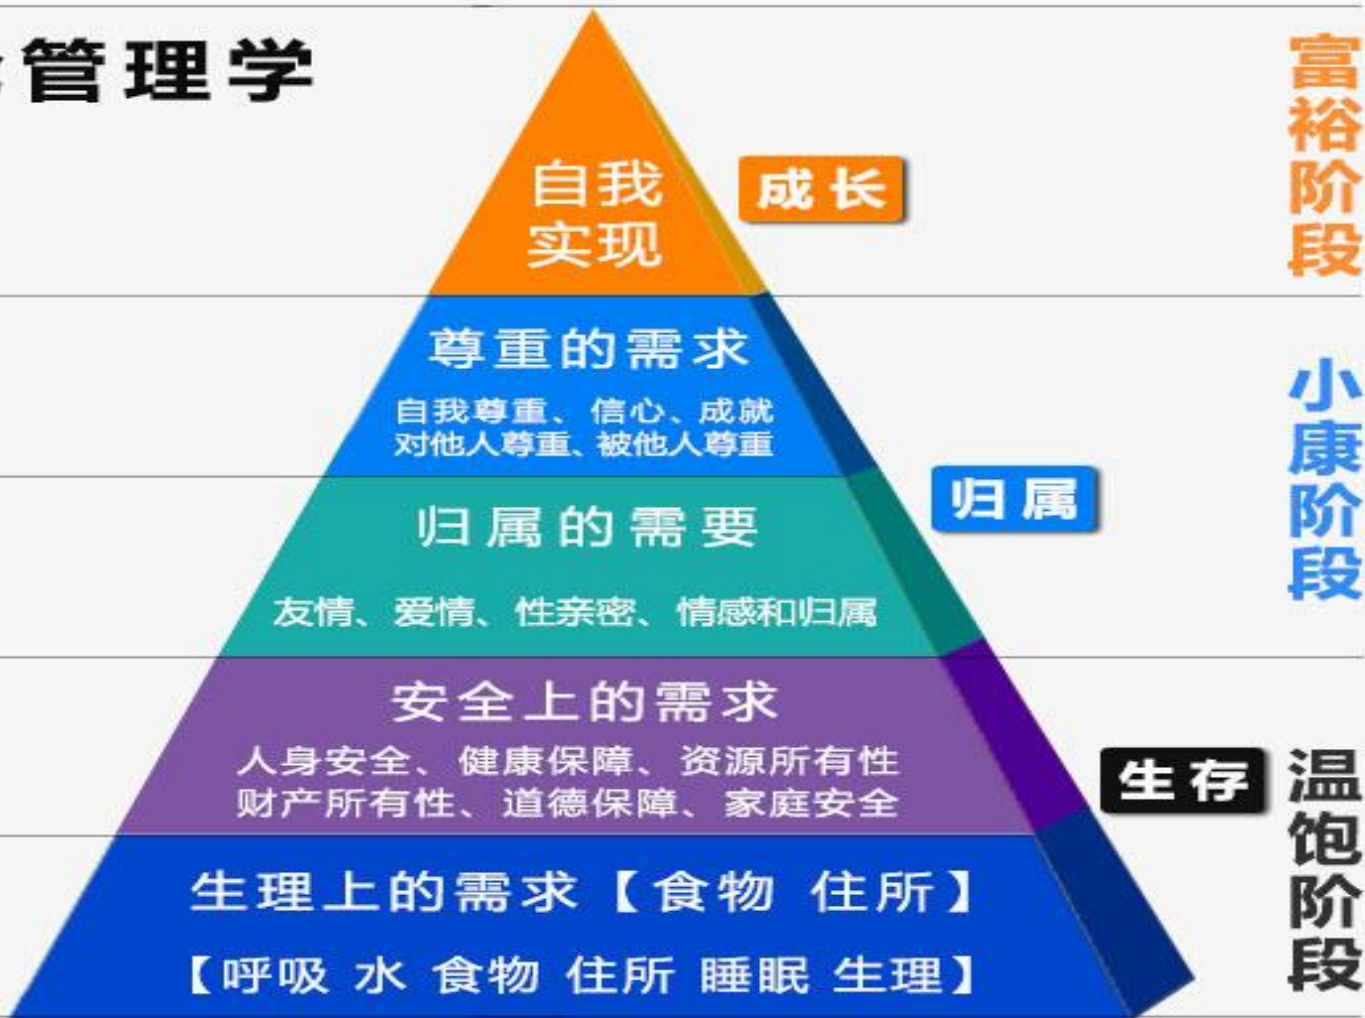 管理学
自我
实现
成长
富裕阶段
尊重的需求
自我尊重、信心、成就
对他人尊重、被他人尊重
归属的需要
友情、爱情、性亲密、情感和归属
归属
小康阶段
安全上的需求
人身安全、健康保障、资源所有性
财产所有性、道德保障、家庭安全
生存
生理上的需求【食物 住所】
【呼吸 水 食物 住所 睡眠 生理】
温饱阶段